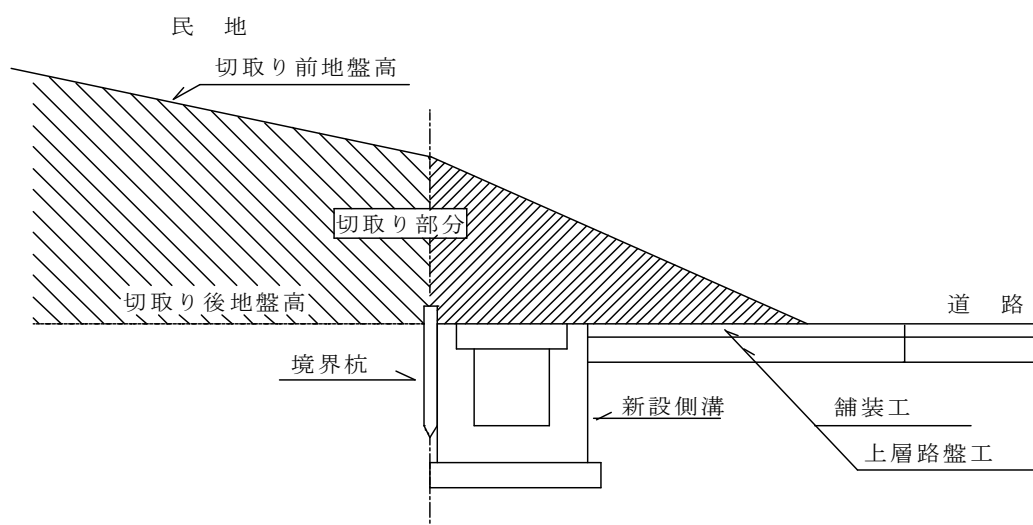 民 地
切取り前地盤高
切取り部分
切取り後地盤高
道 路
境界杭
新設側溝
舗装工
上層路盤工